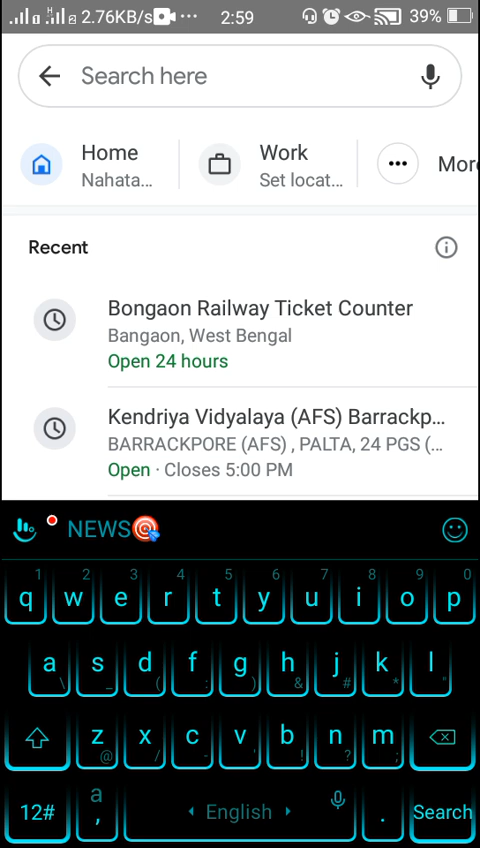 2.76KB/s 2:59 39%
Search here
Home Work More
Nahata... Set locat...
Recent
Bongaon Railway Ticket Counter
Bangaon, West Bengal
Open 24 hours
Kendriya Vidyalaya (AFS) Barrackp...
BARRACKPORE (AFS) , PALTA, 24 PGS (...
Open · Closes 5:00 PM
NEWS🎯
1 2 3 4 5 6 7 8 9 0
q w e r t y u i o p
a s d f g h j k l
\ _ ( : ) & # * "
z x c v b n m
@ / - ' ! ? ;
12# a , English . Search